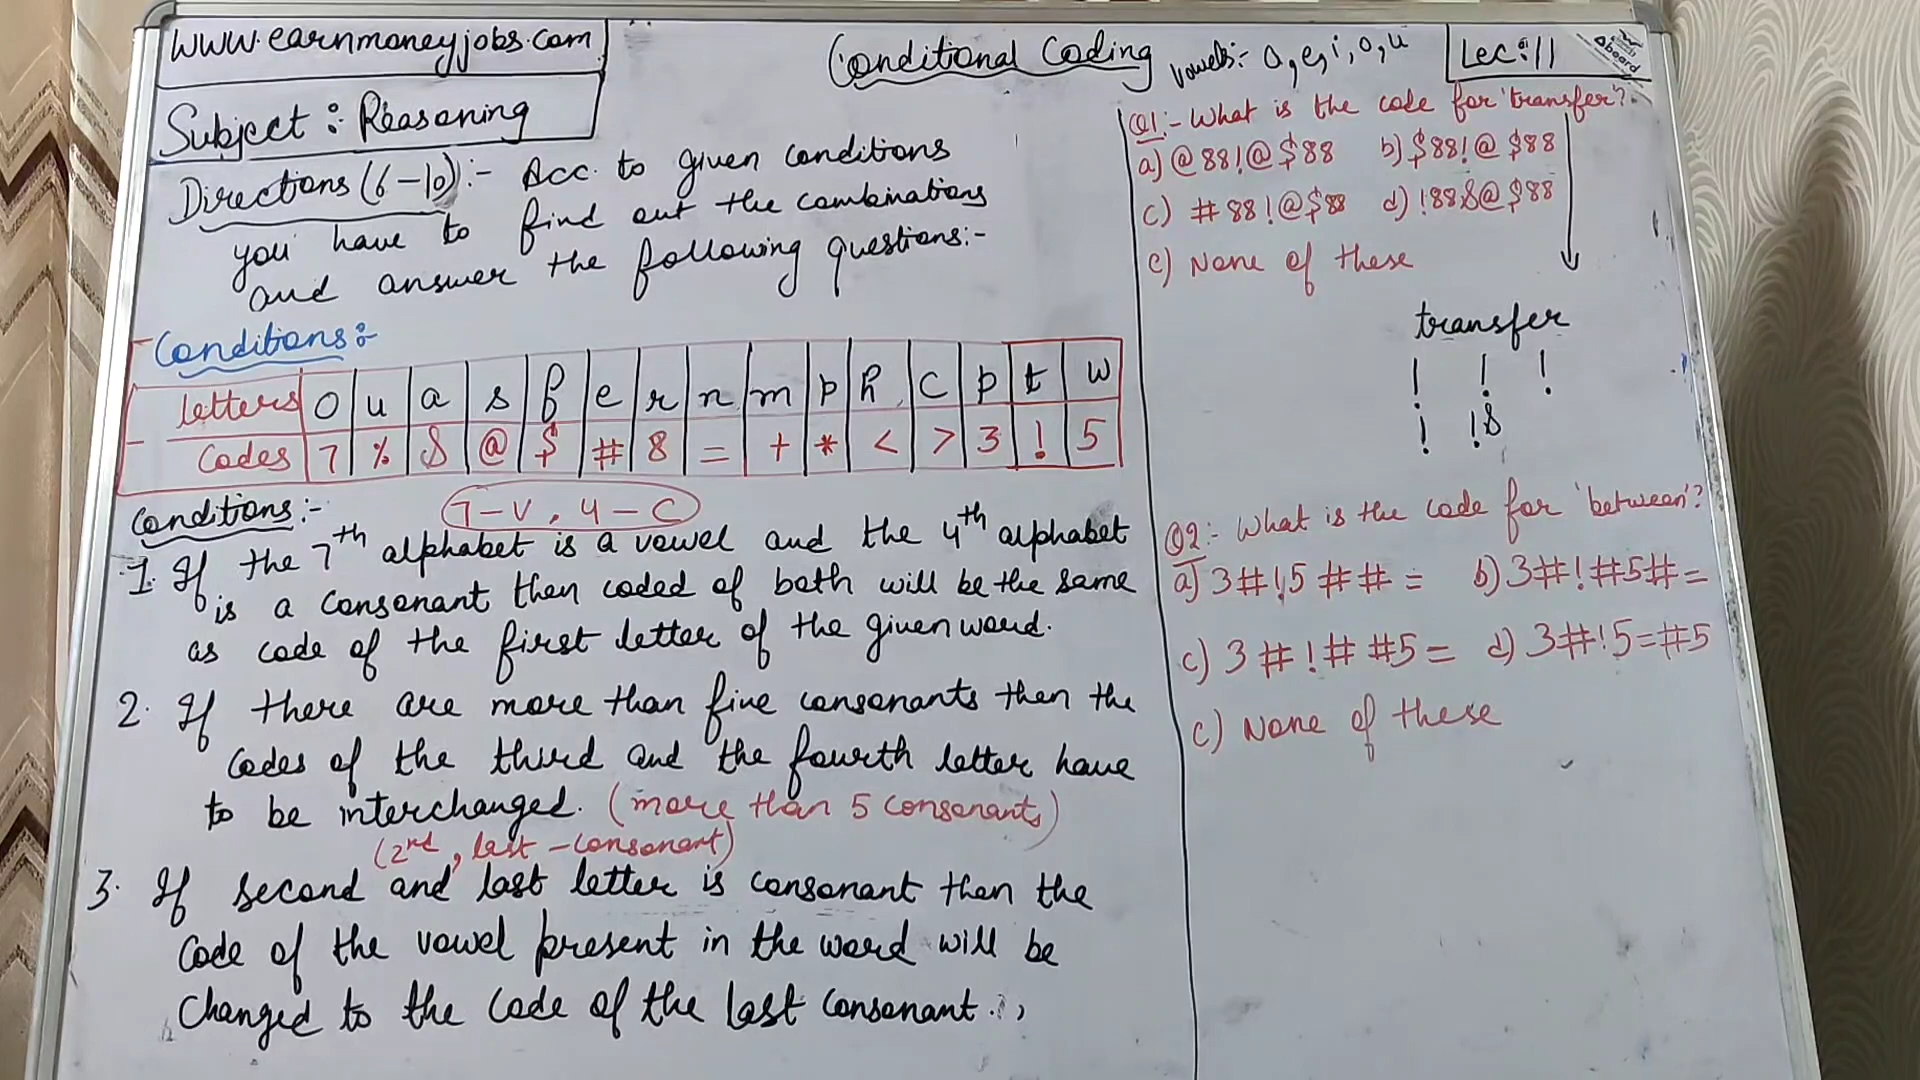 www.earnmoneyjobs.com
Subject : Reasoning
Conditional Coding
vowels:- a, e, i, o, u
Lec:11
Directions (6-10):- Acc. to given conditions
you have to find out the combinations
and answer the following questions:-
Conditions:-
letters o u a s f e r n m p h c p t w
Codes 7 % 8 @ $ # 8 = + * < > 3 ! 5
Conditions:-
7-V, 4-C
1. If the 7th alphabet is a vowel and the 4th alphabet
is a consonant then coded of both will be the same
as code of the first letter of the given word.
2. If there are more than five consonants then the
codes of the third and the fourth letter have
to be interchanged. (more than 5 consonants)
(2nd, last-consonant)
3. If second and last letter is consonant then the
Code of the vowel present in the word will be
changed to the code of the last consonant.
Q1:- What is the code for 'transfer'?
a) @88!@$88 b) $88!@$88
c) #88!@$88 d) !888@$88
e) None of these
transfer
! ! !
! !8
Q2:- What is the code for 'between'?
a) 3#!5##= b) 3#!#5#=
c) 3#!##5= d) 3#!5=#5
c) None of these